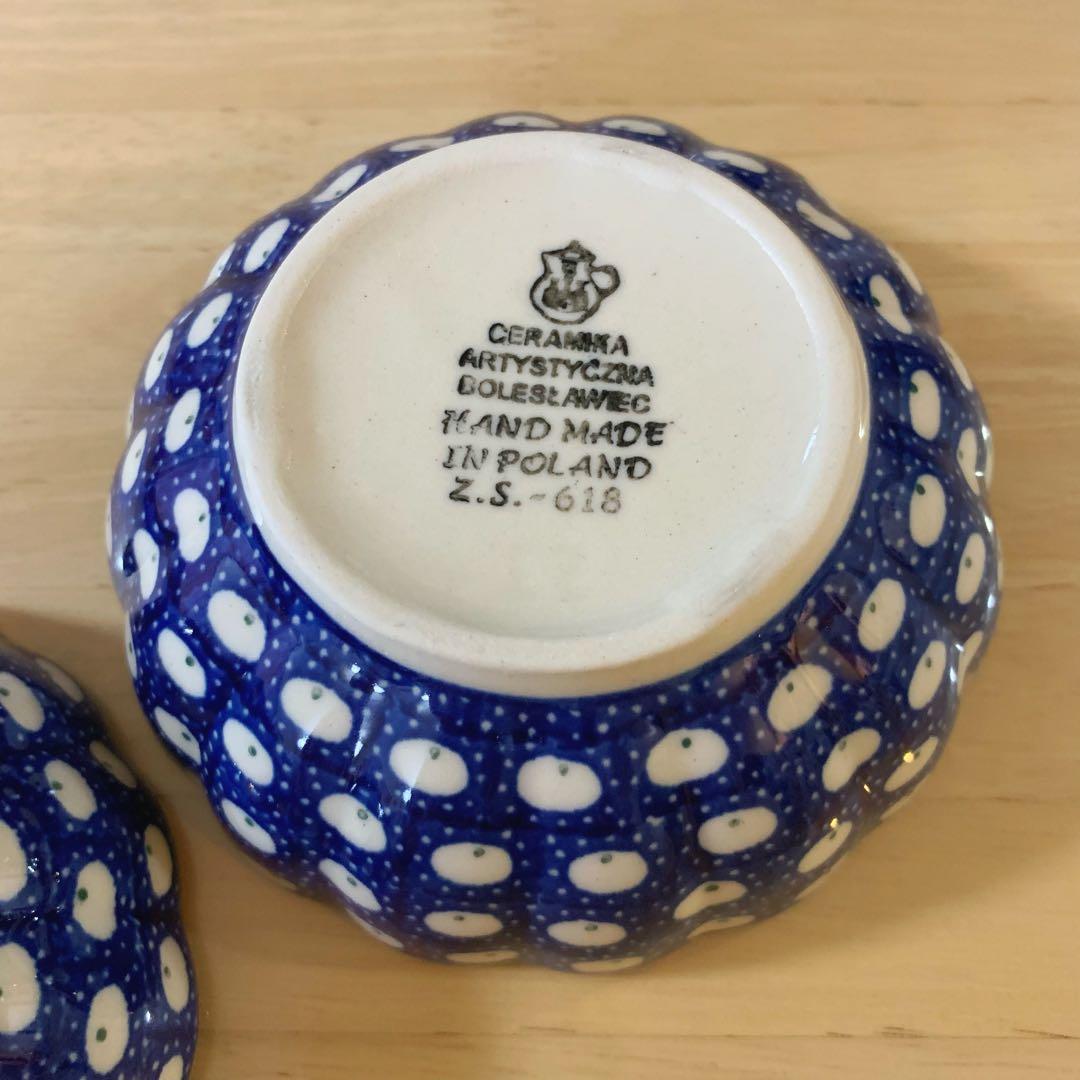 CERAMIKA
ARTYSTYCZNA
BOLESŁAWIEC
HAND MADE
IN POLAND
Z.S.-618